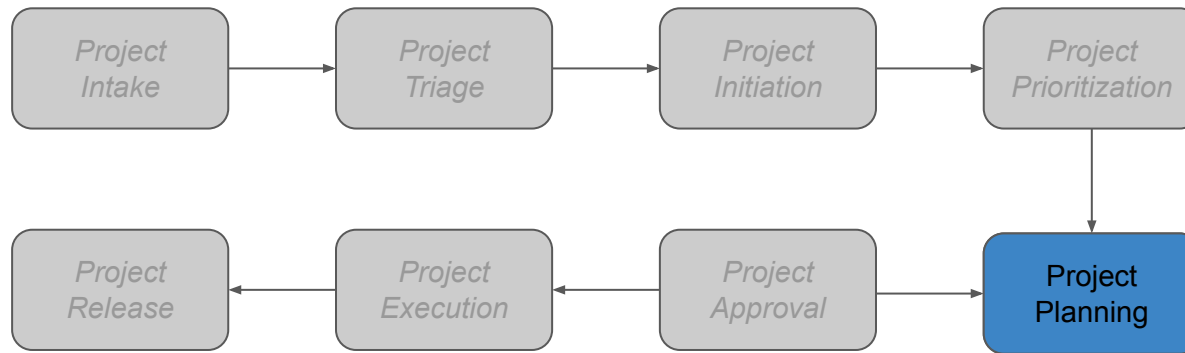 Project
Intake
Project
Triage
Project
Initiation
Project
Prioritization
Project
Release
Project
Execution
Project
Approval
Project
Planning